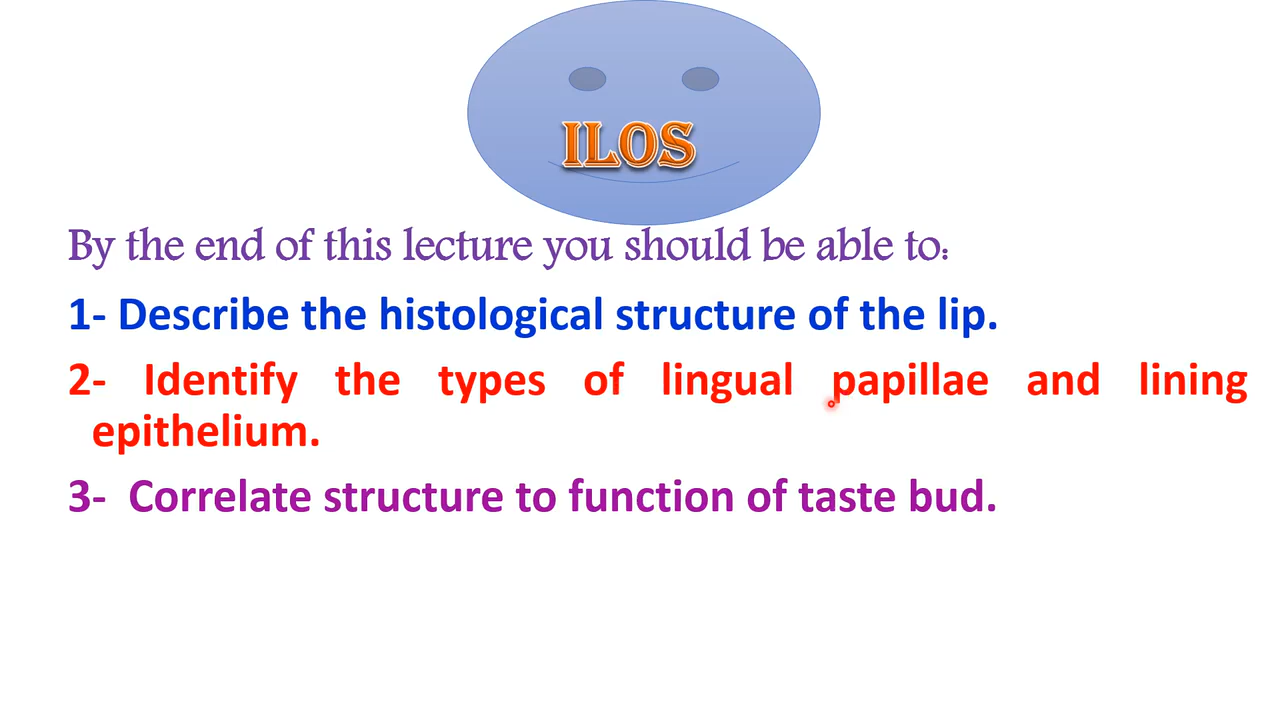 ILOS
By the end of this lecture you should be able to:
1- Describe the histological structure of the lip.
2- Identify the types of lingual papillae and lining
epithelium.
3- Correlate structure to function of taste bud.